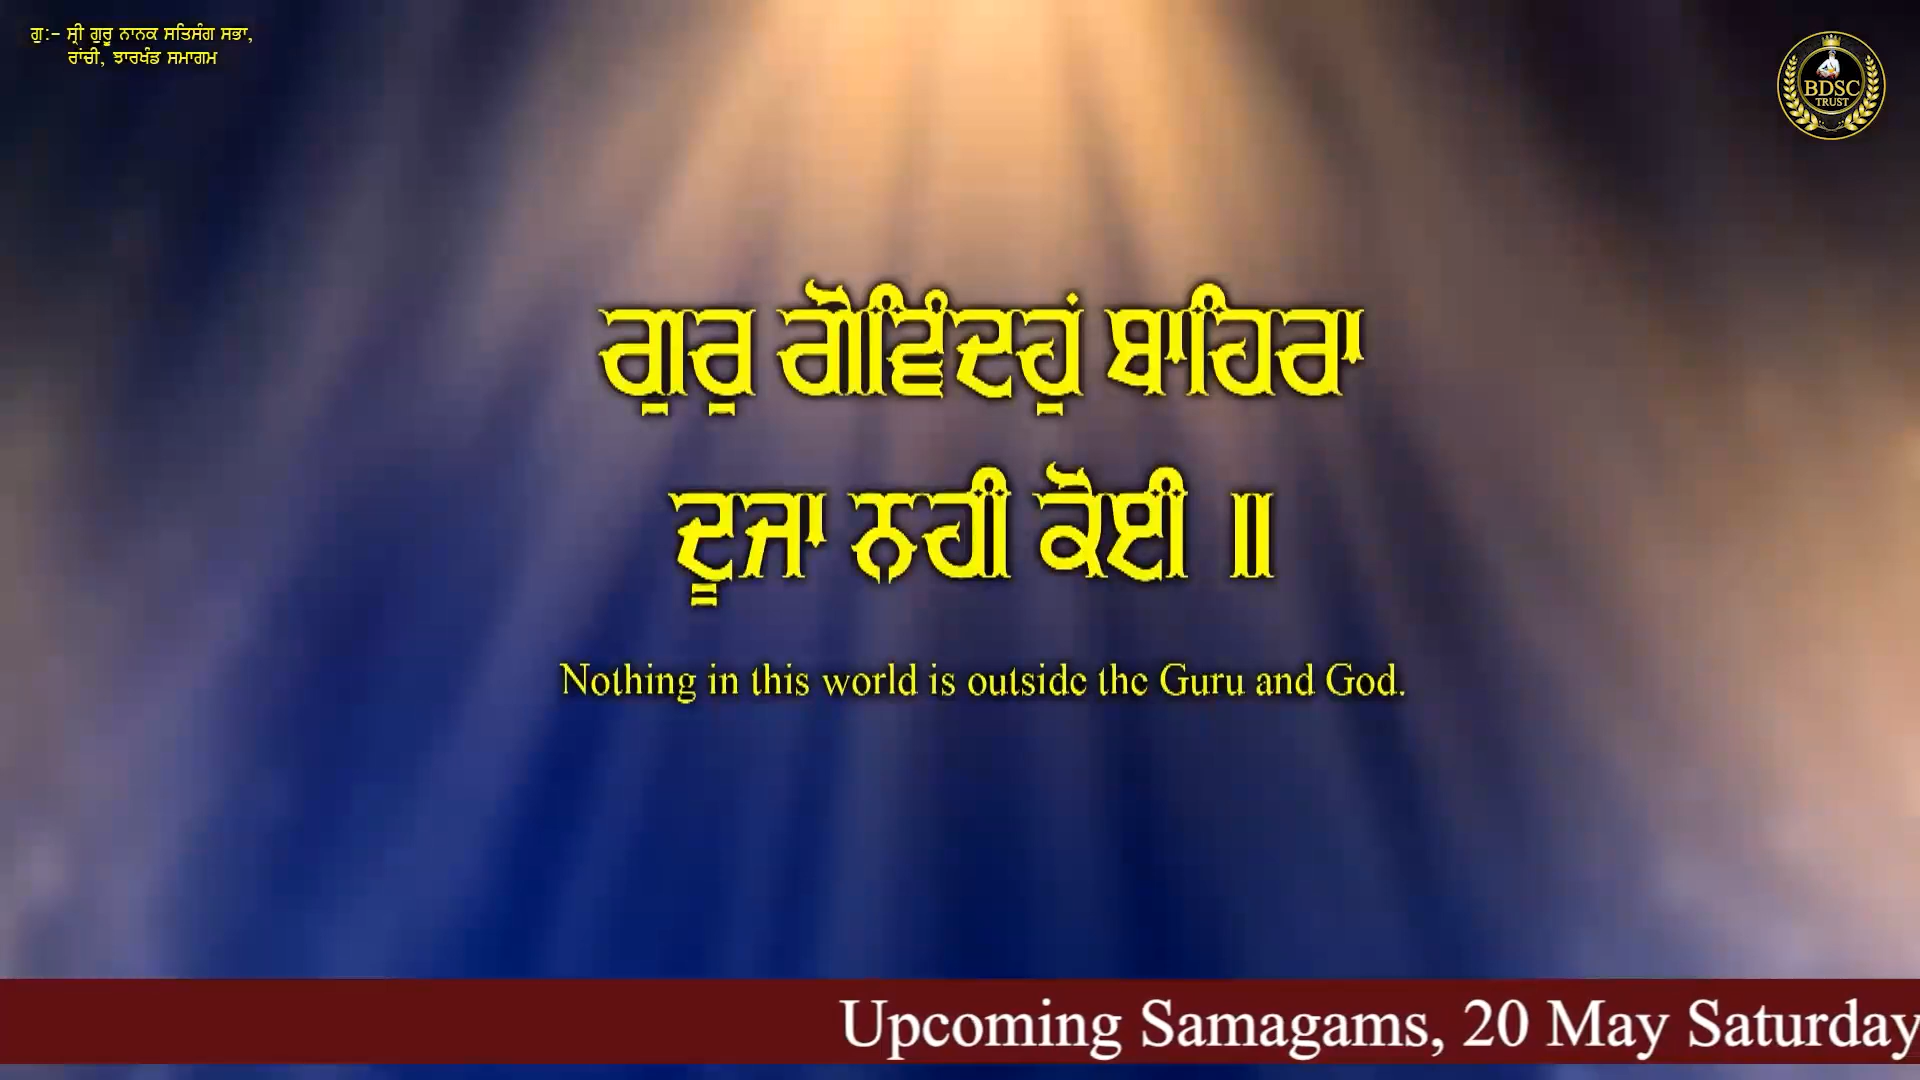 ਗੁ:- ਸ੍ਰੀ ਗੁਰੂ ਨਾਨਕ ਸਤਿਸੰਗ ਸਭਾ,
ਰਾਂਚੀ, ਝਾਰਖੰਡ ਸਮਾਗਮ
BDSC
TRUST
ਗੁਰੁ ਗੋਵਿੰਦਹੁਂ ਬਾਹਿਰਾ
ਦੂਜਾ ਨਹੀ ਕੋਈ ॥
Nothing in this world is outside the Guru and God.
Upcoming Samagams, 20 May Saturday